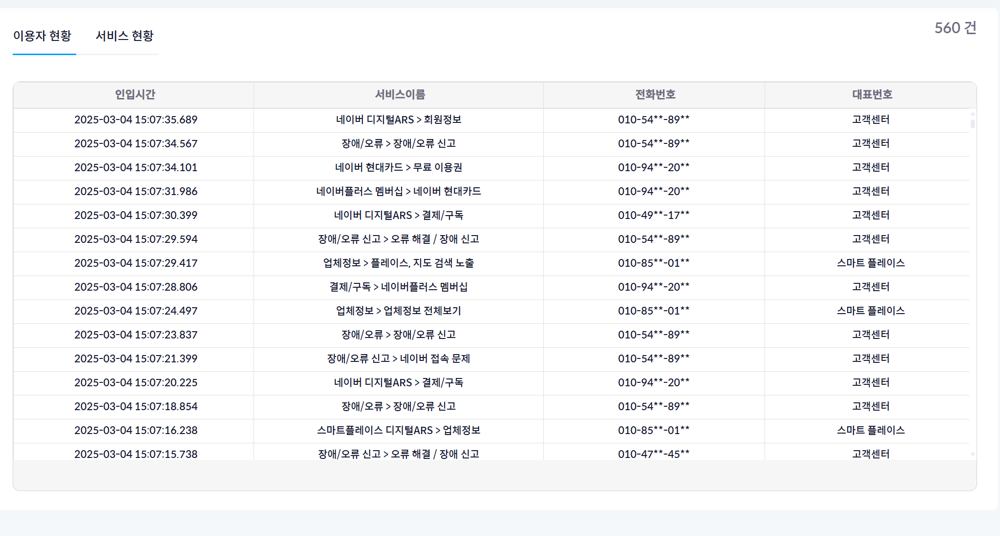 이용자 현황 서비스 현황 560 건
인입시간 서비스이름 전화번호 대표번호
2025-03-04 15:07:35.689 네이버 디지털ARS > 회원정보 010-54**-89** 고객센터
2025-03-04 15:07:34.567 장애/오류 > 장애/오류 신고 010-54**-89** 고객센터
2025-03-04 15:07:34.101 네이버 현대카드 > 무료 이용권 010-94**-20** 고객센터
2025-03-04 15:07:31.986 네이버플러스 멤버십 > 네이버 현대카드 010-94**-20** 고객센터
2025-03-04 15:07:30.399 네이버 디지털ARS > 결제/구독 010-49**-17** 고객센터
2025-03-04 15:07:29.594 장애/오류 신고 > 오류 해결 / 장애 신고 010-54**-89** 고객센터
2025-03-04 15:07:29.417 업체정보 > 플레이스, 지도 검색 노출 010-85**-01** 스마트 플레이스
2025-03-04 15:07:28.806 결제/구독 > 네이버플러스 멤버십 010-94**-20** 고객센터
2025-03-04 15:07:24.497 업체정보 > 업체정보 전체보기 010-85**-01** 스마트 플레이스
2025-03-04 15:07:23.837 장애/오류 > 장애/오류 신고 010-54**-89** 고객센터
2025-03-04 15:07:21.399 장애/오류 신고 > 네이버 접속 문제 010-54**-89** 고객센터
2025-03-04 15:07:20.225 네이버 디지털ARS > 결제/구독 010-94**-20** 고객센터
2025-03-04 15:07:18.854 장애/오류 > 장애/오류 신고 010-54**-89** 고객센터
2025-03-04 15:07:16.238 스마트플레이스 디지털ARS > 업체정보 010-85**-01** 스마트 플레이스
2025-03-04 15:07:15.738 장애/오류 신고 > 오류 해결 / 장애 신고 010-47**-45** 고객센터